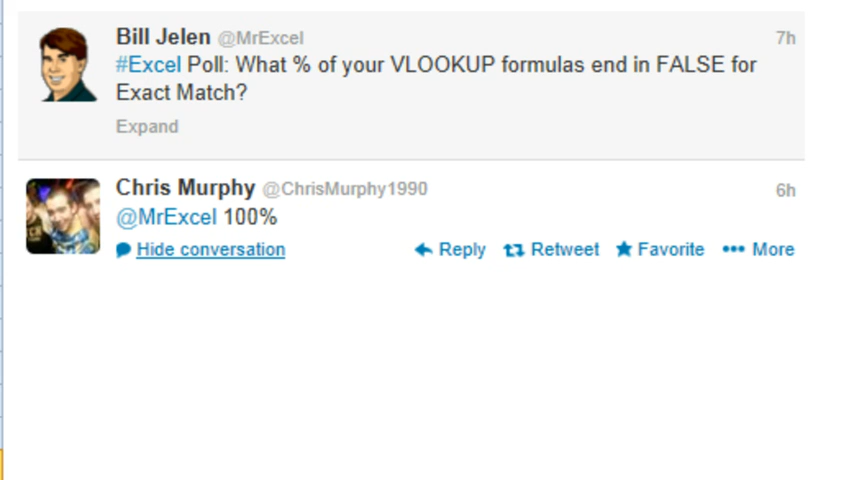 Bill Jelen @MrExcel 7h
#Excel Poll: What % of your VLOOKUP formulas end in FALSE for
Exact Match?
Expand
Chris Murphy @ChrisMurphy1990 6h
@MrExcel 100%
Hide conversation Reply Retweet Favorite ••• More